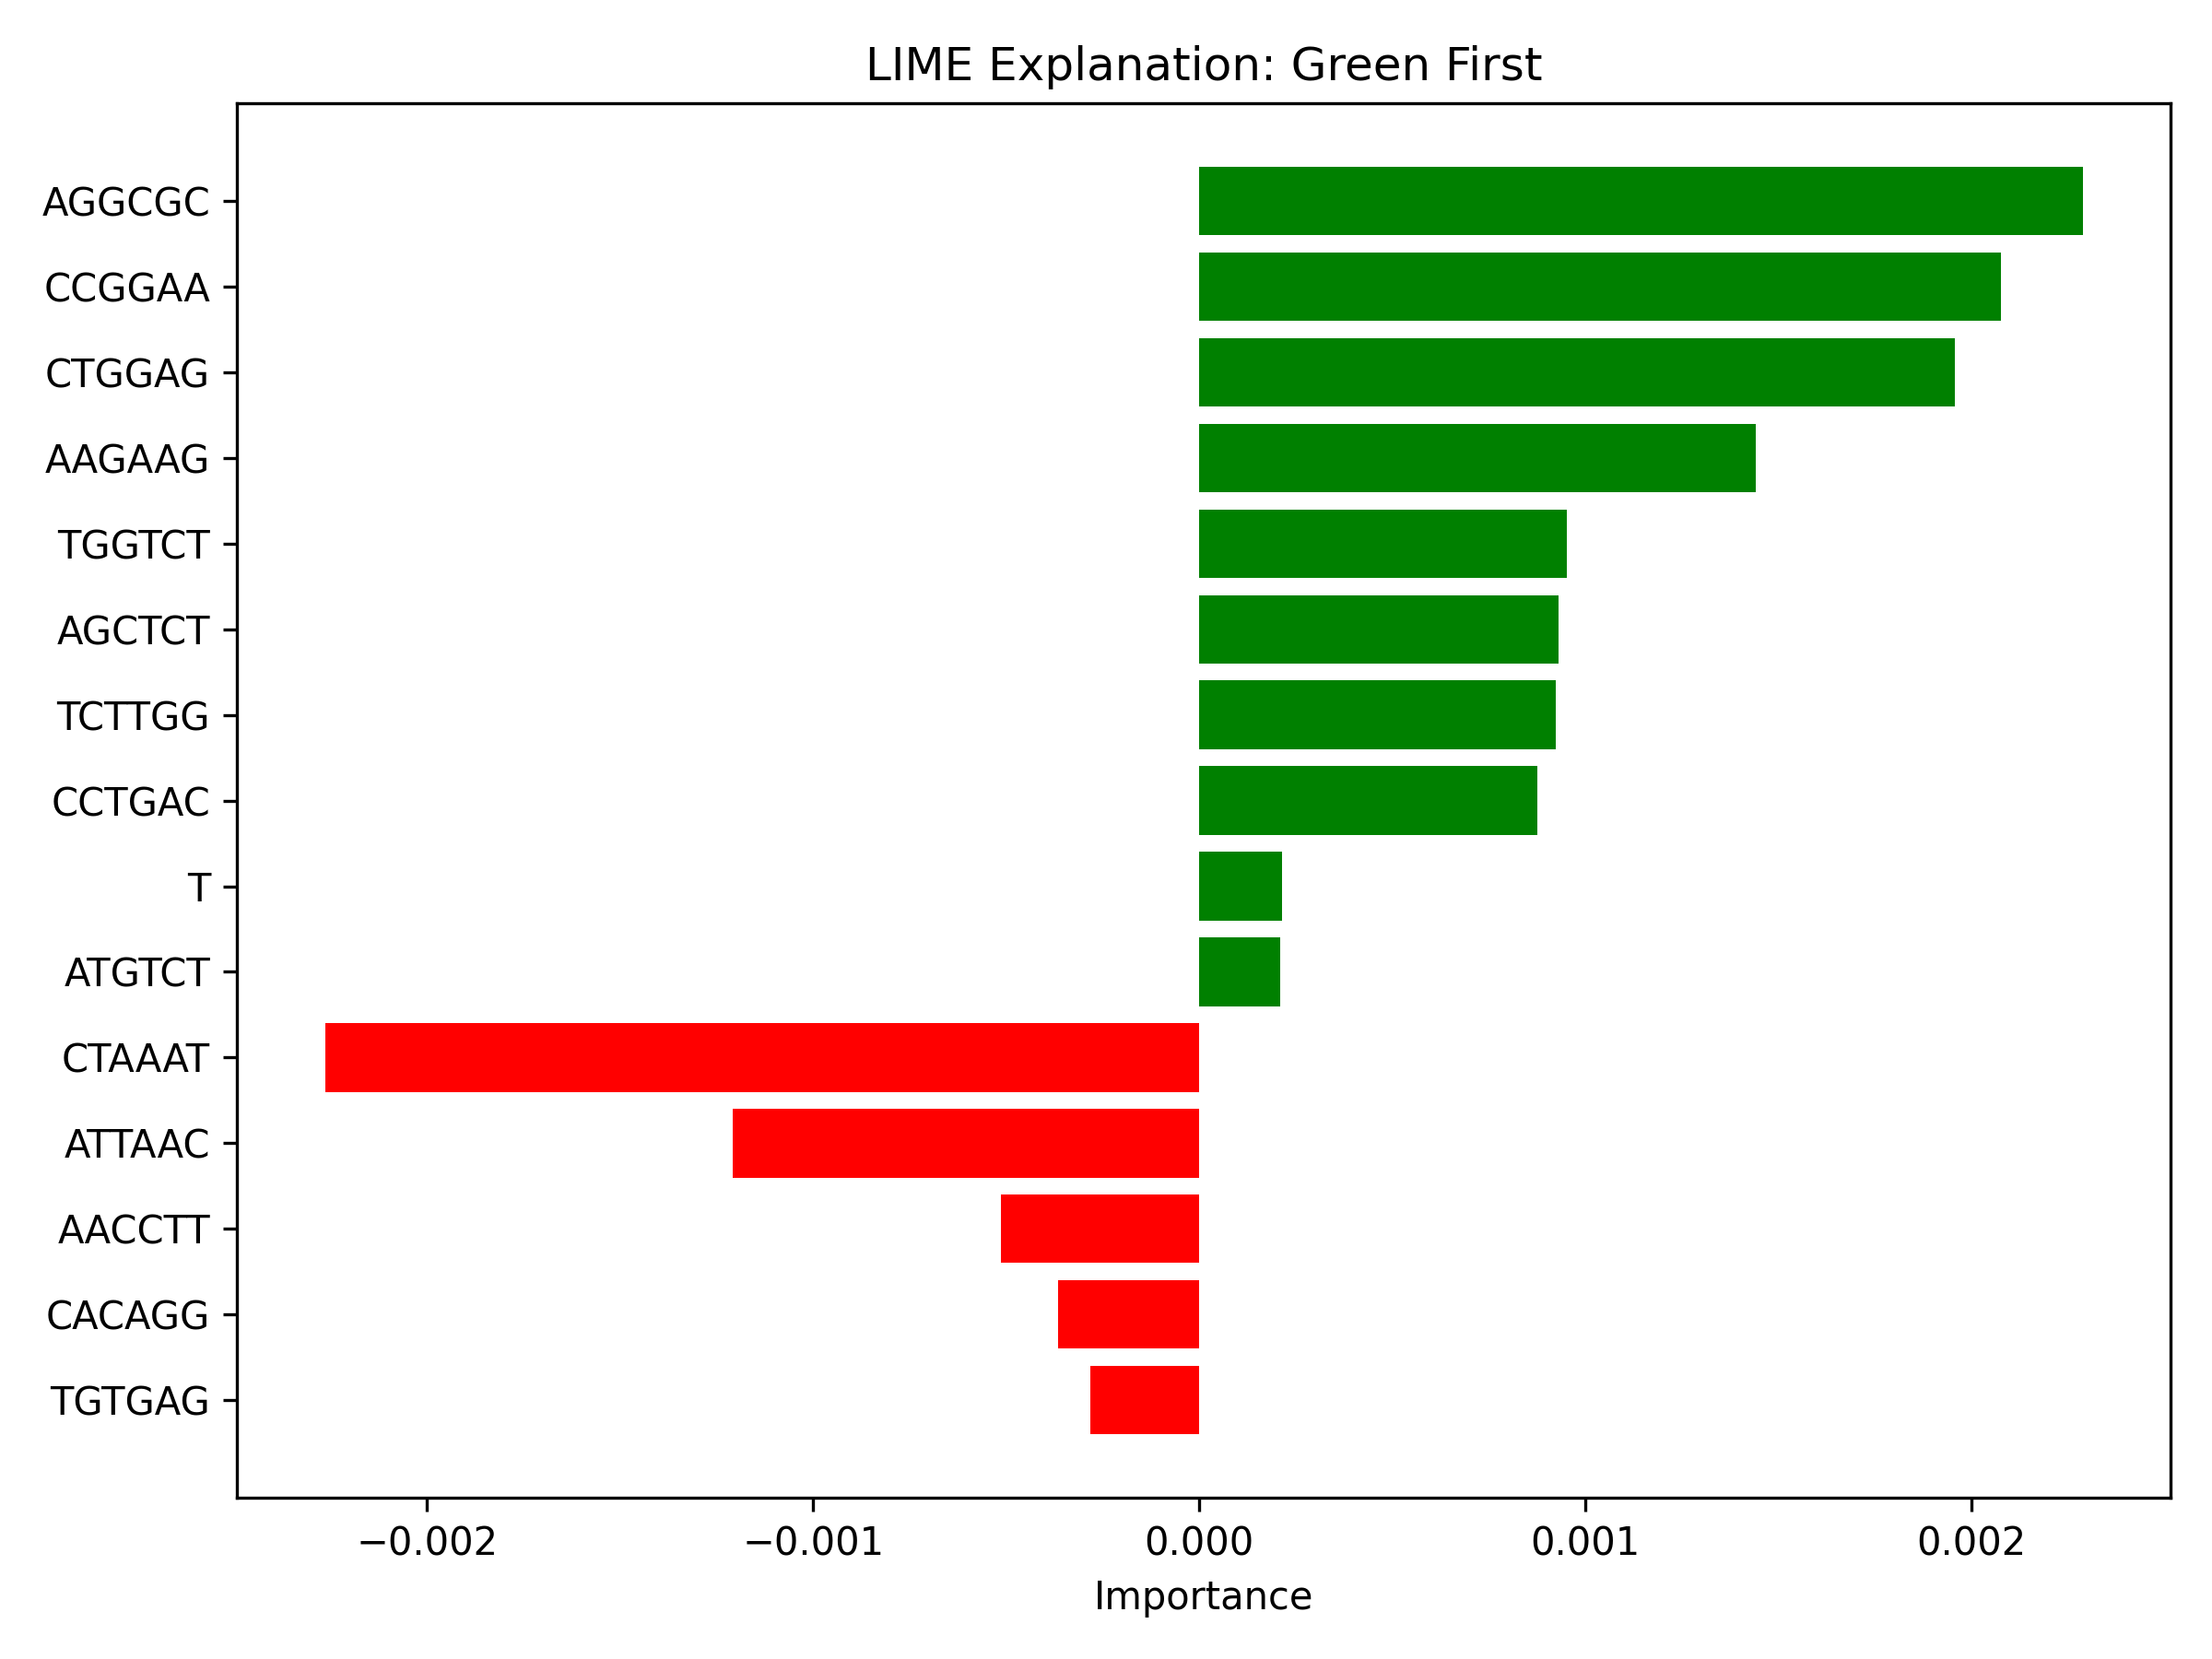 LIME Explanation: Green First
AGGCGC
CCGGAA
CTGGAG
AAGAAG
TGGTCT
AGCTCT
TCTTGG
CCTGAC
T
ATGTCT
CTAAAT
ATTAAC
AACCTT
CACAGG
TGTGAG
−0.002 −0.001 0.000 0.001 0.002
Importance